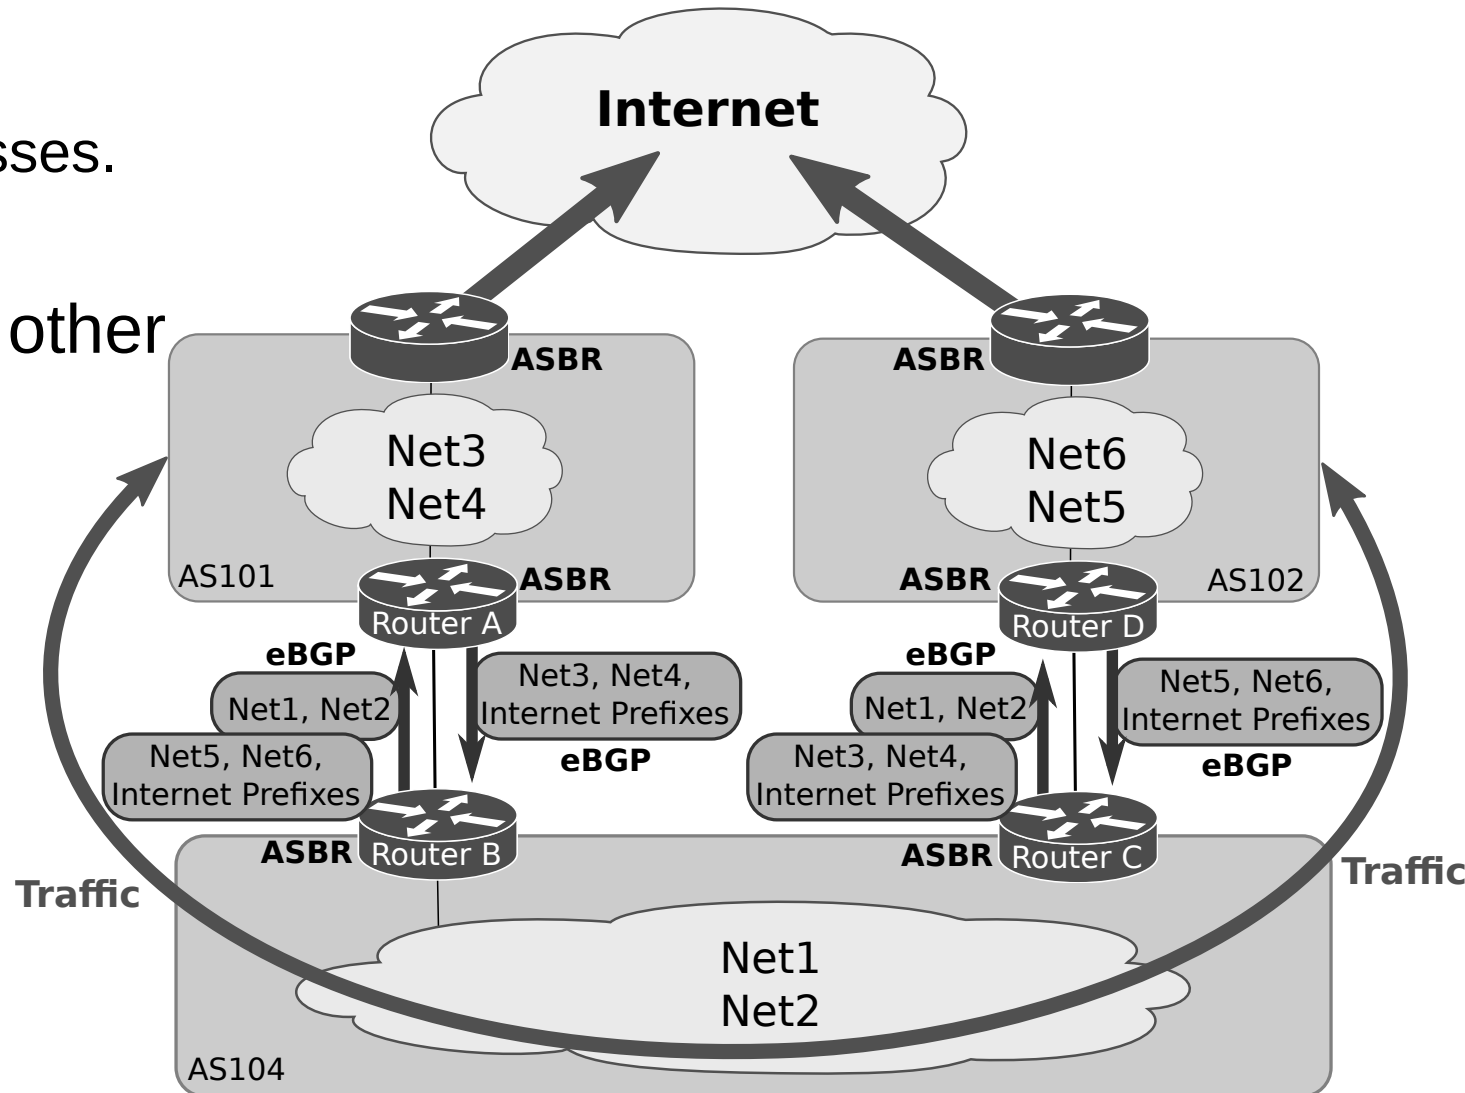 Internet
sses.
other
ASBR
ASBR
Net3
Net4
Net6
Net5
AS101
ASBR
ASBR
AS102
Router A
Router D
eBGP
Net3, Net4,
Internet Prefixes
eBGP
Net5, Net6,
Internet Prefixes
Net1, Net2
Net1, Net2
Net5, Net6,
Internet Prefixes
eBGP
Net3, Net4,
Internet Prefixes
eBGP
ASBR
Router B
ASBR
Router C
Traffic
Traffic
Net1
Net2
AS104